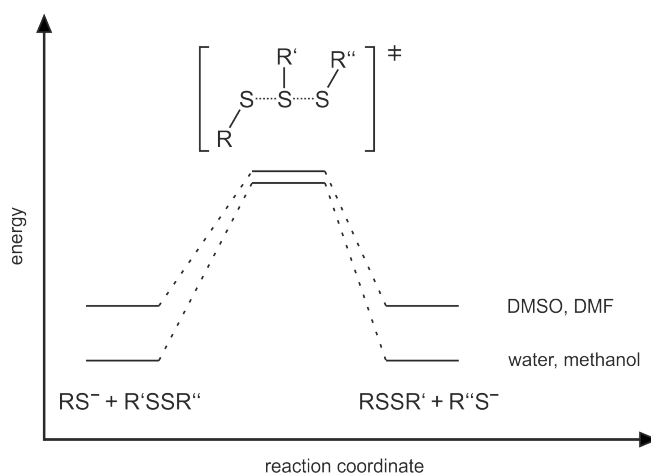 R‘
R“
‡
S
S
S
R
energy
DMSO, DMF
water, methanol
RS⁻ + R‘SSR“
RSSR‘ + R“S⁻
reaction coordinate